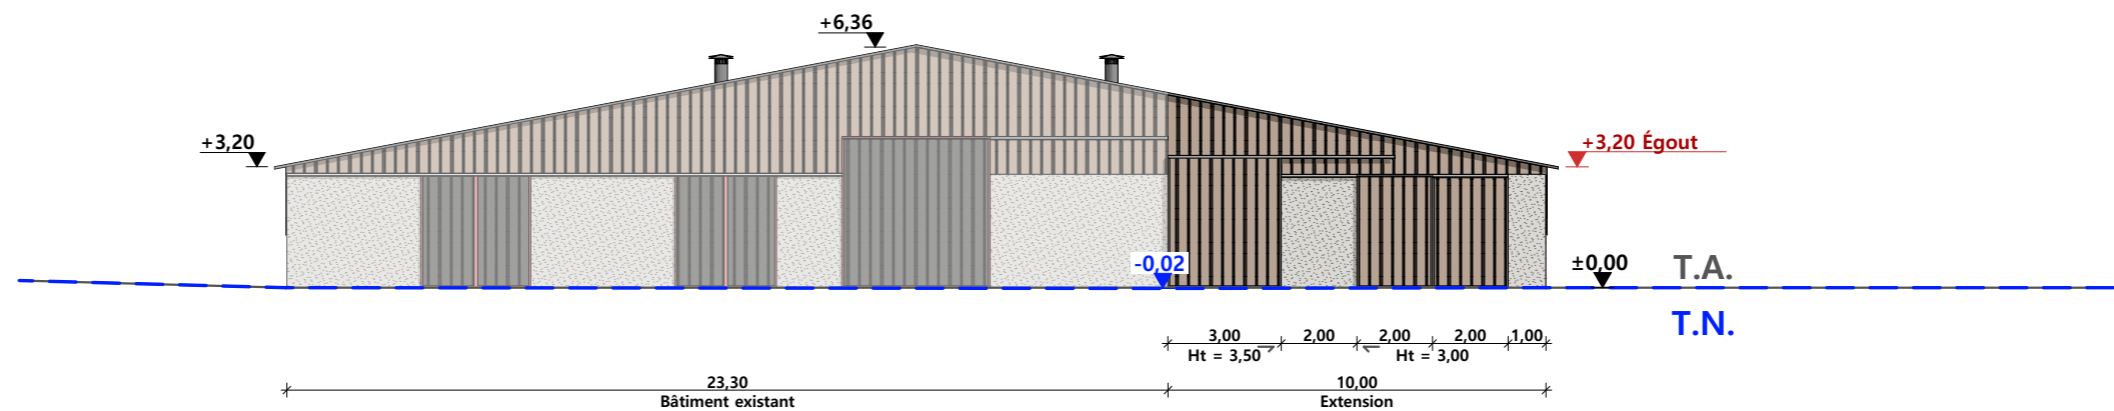 +6,36
+3,20
+3,20 Égout
-0,02
±0,00
T.A.
T.N.
3,00
2,00
2,00
2,00
1,00
Ht = 3,50
Ht = 3,00
23,30
10,00
Bâtiment existant
Extension